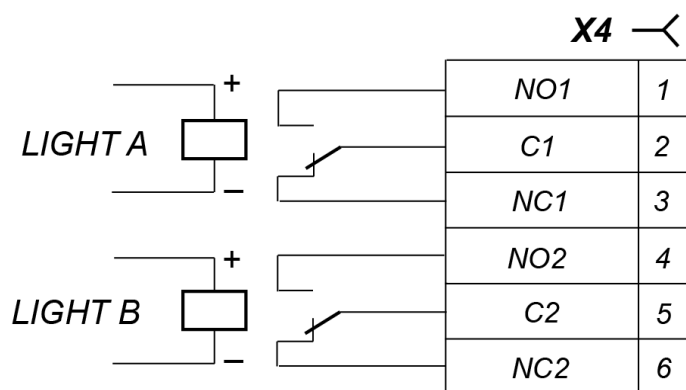 X4
+
NO1 1
LIGHT A
C1 2
−
NC1 3
+
NO2 4
LIGHT B
C2 5
−
NC2 6